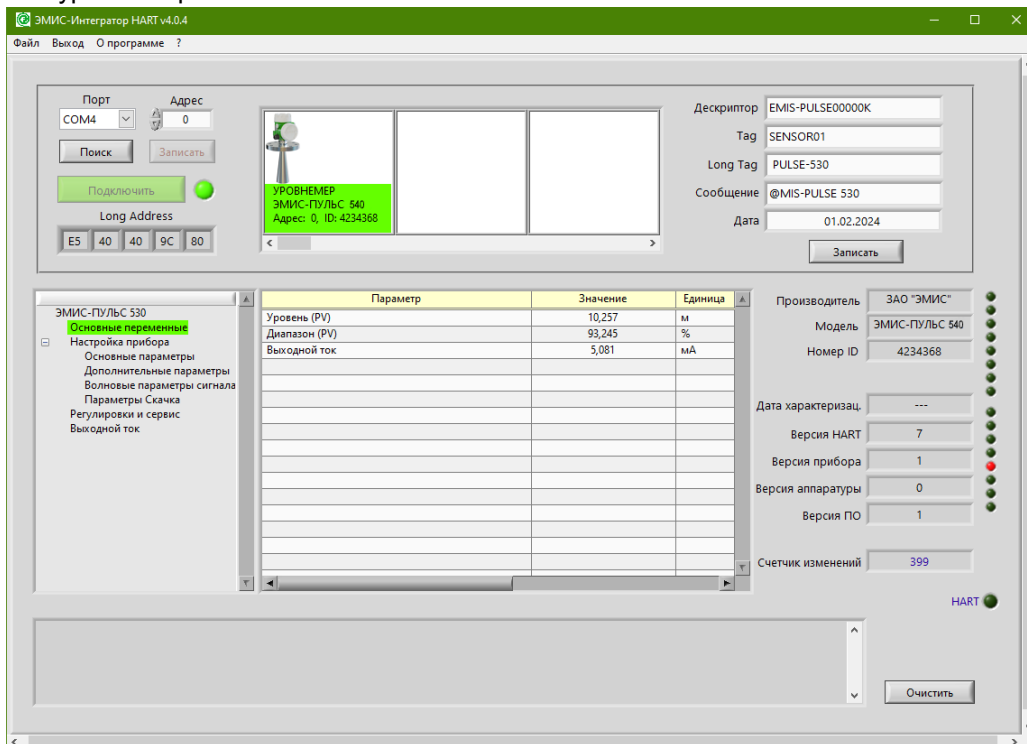 ЭМИС-Интегратор HART v4.0.4
Файл Выход О программе ?
Порт Адрес
COM4 0
Поиск Записать
Подключить
Long Address
E5 40 40 9C 80
УРОВНЕМЕР
ЭМИС-ПУЛЬС 540
Адрес: 0, ID: 4234368
Дескриптор EMIS-PULSE00000K
Tag SENSOR01
Long Tag PULSE-530
Сообщение @MIS-PULSE 530
Дата 01.02.2024
Записать
ЭМИС-ПУЛЬС 530
Основные переменные
Настройка прибора
Основные параметры
Дополнительные параметры
Волновые параметры сигнала
Параметры Скачка
Регулировки и сервис
Выходной ток
Параметр Значение Единица
Уровень (PV) 10,257 м
Диапазон (PV) 93,245 %
Выходной ток 5,081 мА
Производитель ЗАО "ЭМИС"
Модель ЭМИС-ПУЛЬС 540
Номер ID 4234368
Дата характеризац. ---
Версия HART 7
Версия прибора 1
Версия аппаратуры 0
Версия ПО 1
Счетчик изменений 399
HART
Очистить